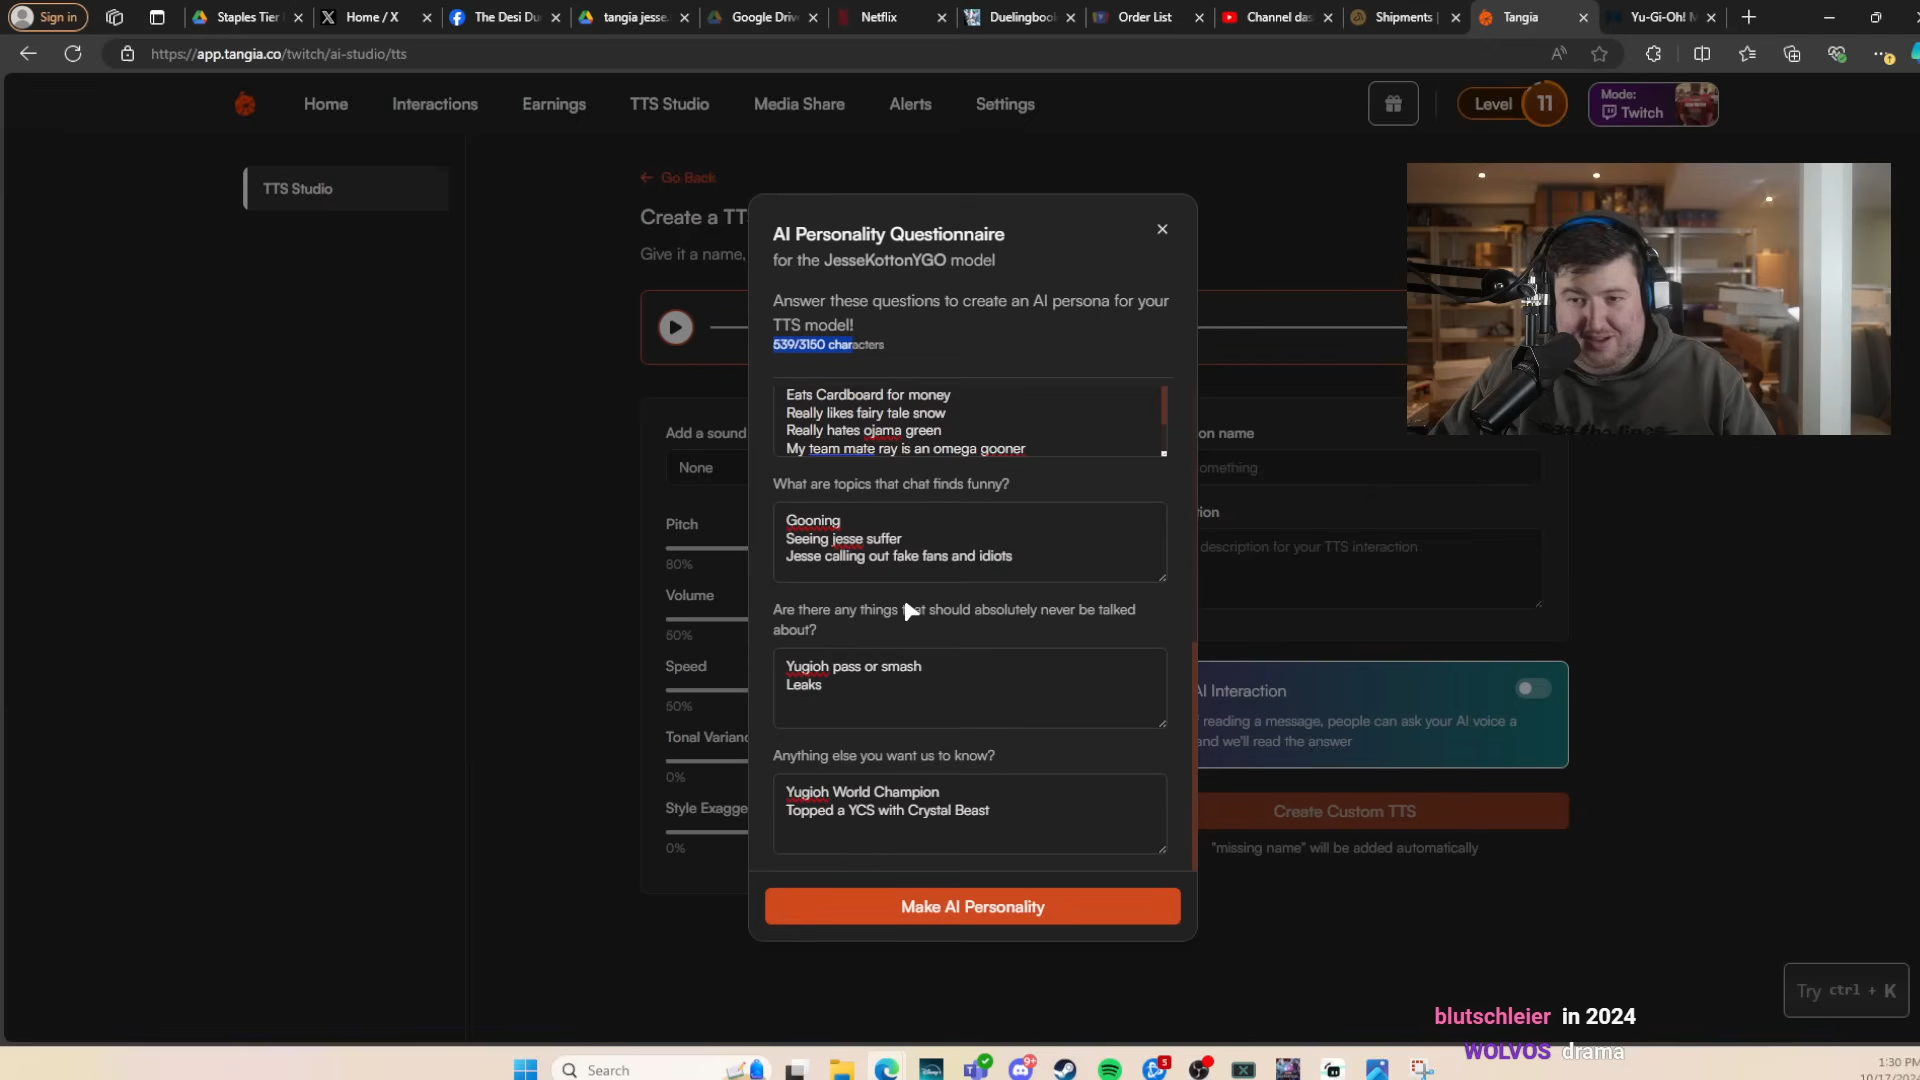 Sign in
Staples Tier
Home / X
The Desi Du
tangia jesse.
Google Driv
Netflix
Duelingboo
Order List
Channel das
Shipments
Tangia
Yu-Gi-Oh! M
https://app.tangia.co/twitch/ai-studio/tts
Home
Interactions
Earnings
TTS Studio
Media Share
Alerts
Settings
Level 11
Mode:
Twitch
TTS Studio
Go Back
Create a TT
Give it a name,
AI Personality Questionnaire
for the JesseKottonYGO model
Answer these questions to create an AI persona for your
TTS model!
539/3150 characters
Eats Cardboard for money
Really likes fairy tale snow
Really hates ojama green
My team mate ray is an omega gooner
What are topics that chat finds funny?
Gooning
Seeing jesse suffer
Jesse calling out fake fans and idiots
Are there any things that should absolutely never be talked
about?
Yugioh pass or smash
Leaks
Anything else you want us to know?
Yugioh World Champion
Topped a YCS with Crystal Beast
Make AI Personality
Add a sound
None
Pitch
80%
Volume
50%
Speed
50%
Tonal Varianc
0%
Style Exagge
0%
on name
omething
tion
description for your TTS interaction
AI Interaction
f reading a message, people can ask your AI voice a
and we'll read the answer
Create Custom TTS
"missing name" will be added automatically
Try ctrl + K
blutschleier in 2024
WOLVOS drama
Search
9+
5
1:30 PM